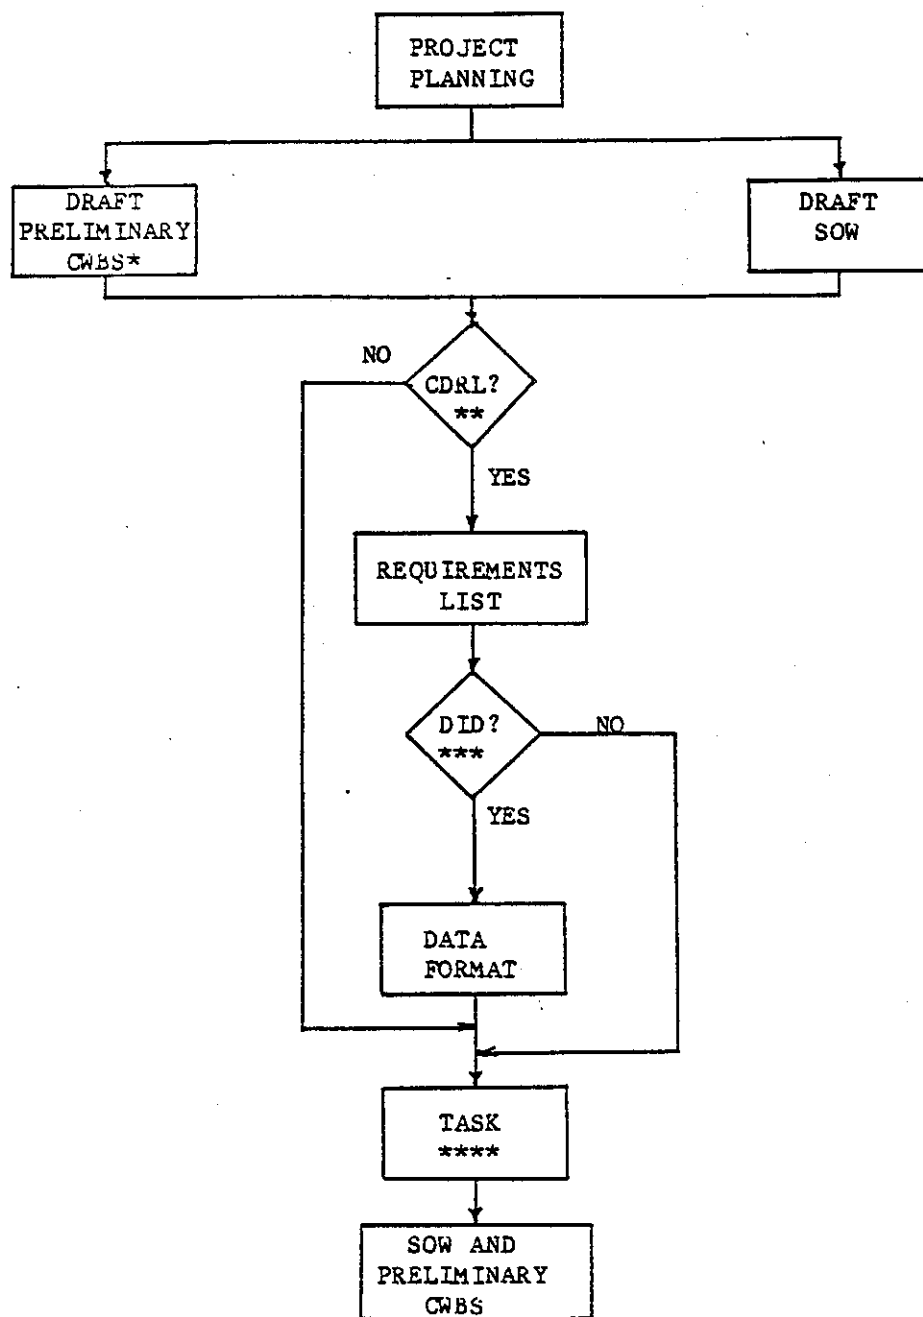 PROJECT
PLANNING
DRAFT
PRELIMINARY
CWBS*
DRAFT
SOW
NO
CDRL?
**
YES
REQUIREMENTS
LIST
DID?
***
NO
YES
DATA
FORMAT
TASK
****
SOW AND
PRELIMINARY
CWBS